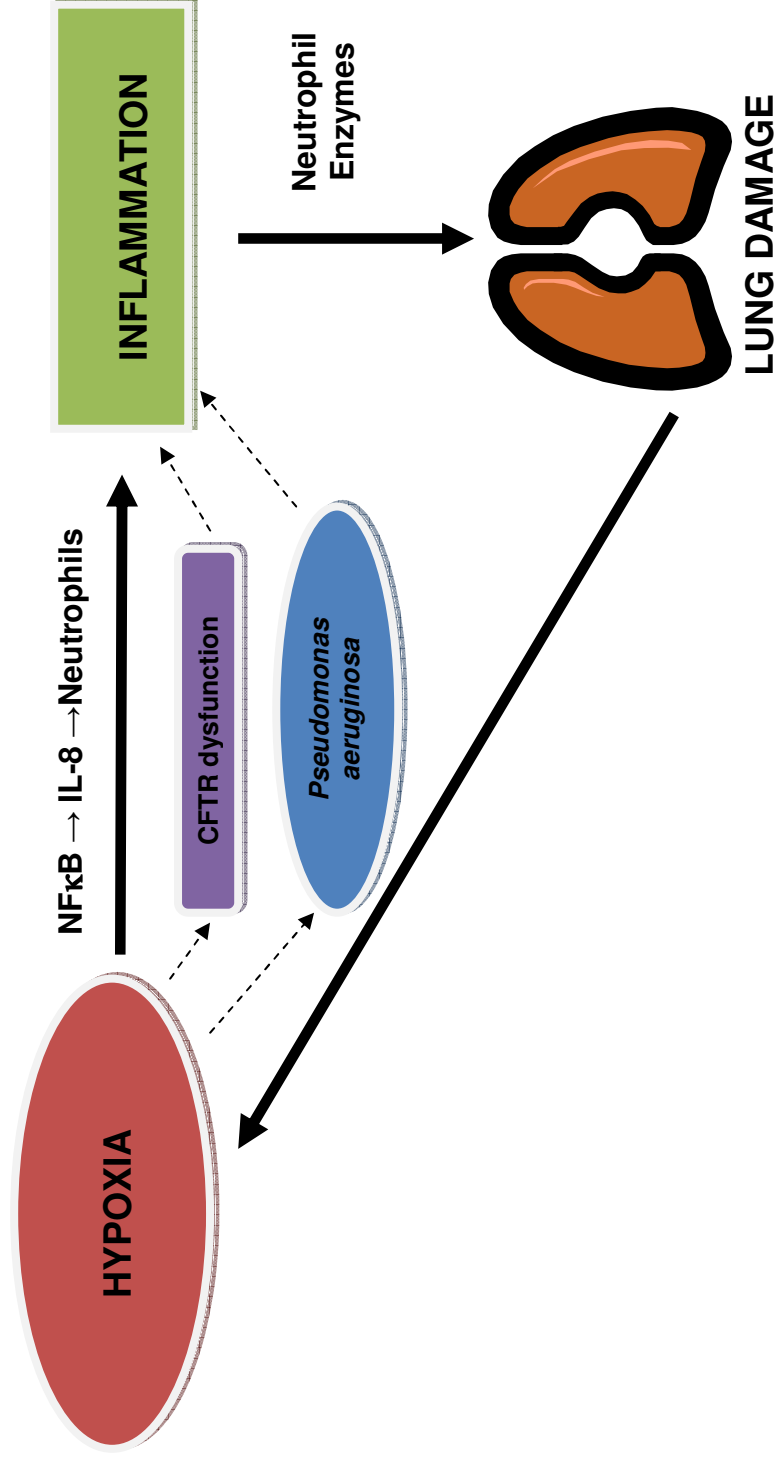 HYPOXIA
NFκB → IL-8 →Neutrophils
INFLAMMATION
CFTR dysfunction
Pseudomonas
aeruginosa
Neutrophil
Enzymes
LUNG DAMAGE